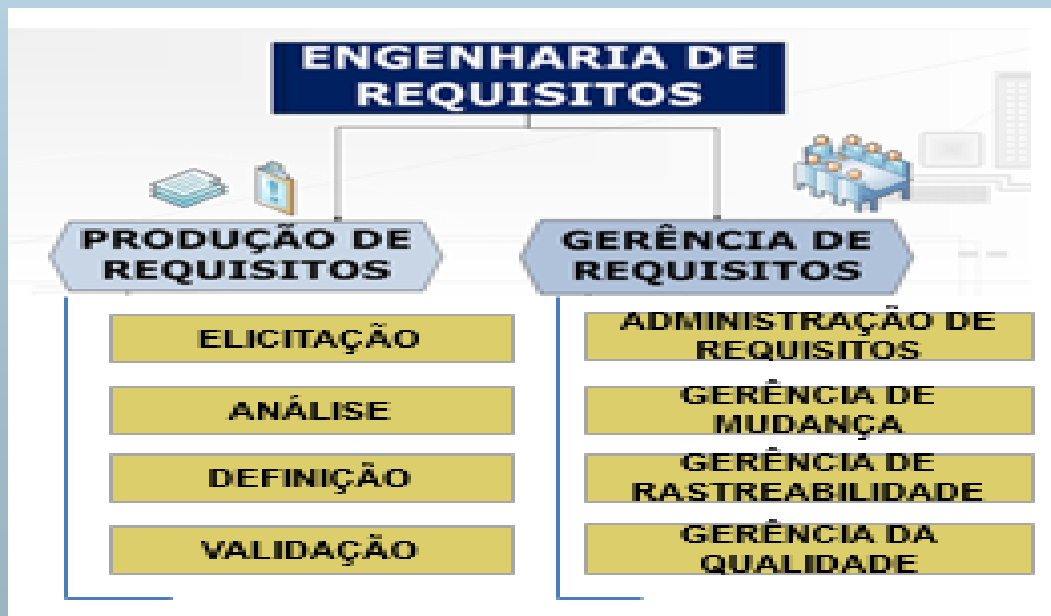 ENGENHARIA DE
REQUISITOS
PRODUÇÃO DE
REQUISITOS
ELICITAÇÃO
ANÁLISE
DEFINIÇÃO
VALIDAÇÃO
GERÊNCIA DE
REQUISITOS
ADMINISTRAÇÃO DE
REQUISITOS
GERÊNCIA DE
MUDANÇA
GERÊNCIA DE
RASTREABILIDADE
GERÊNCIA DA
QUALIDADE